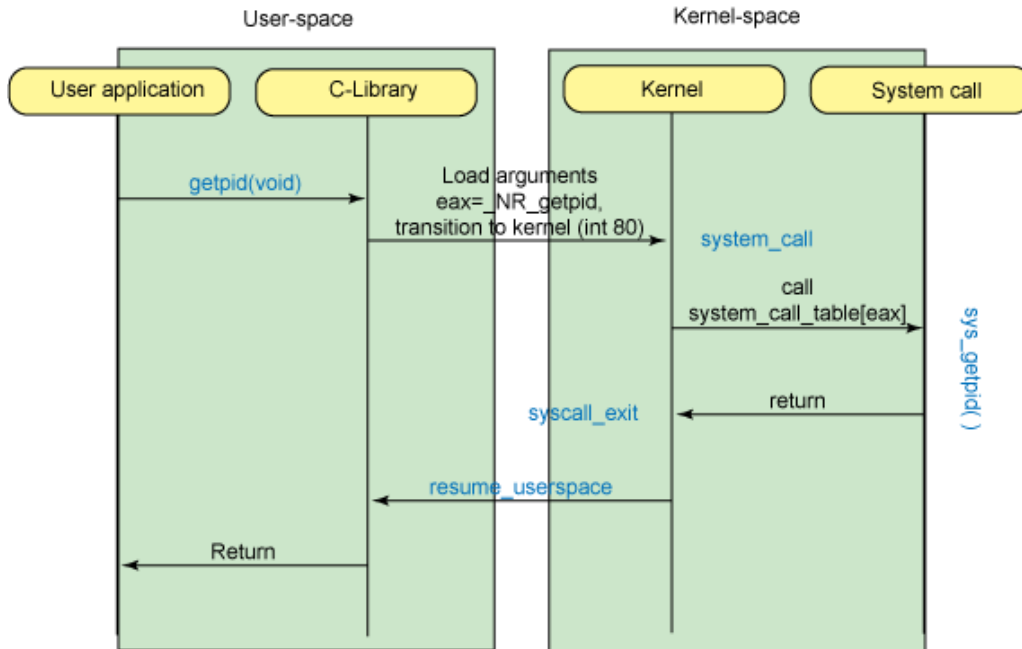 User-space
Kernel-space
User application
C-Library
Kernel
System call
getpid(void)
Load arguments
eax=_NR_getpid,
transition to kernel (int 80)
system_call
call
system_call_table[eax]
sys_getpid( )
return
syscall_exit
resume_userspace
Return